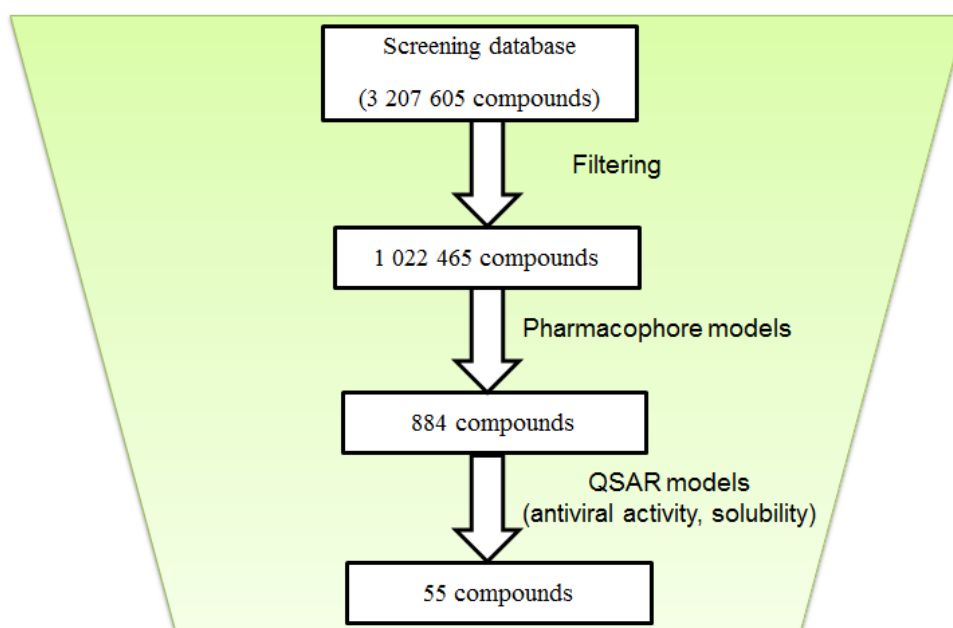 Screening database
(3 207 605 compounds)
Filtering
1 022 465 compounds
Pharmacophore models
884 compounds
QSAR models
(antiviral activity, solubility)
55 compounds